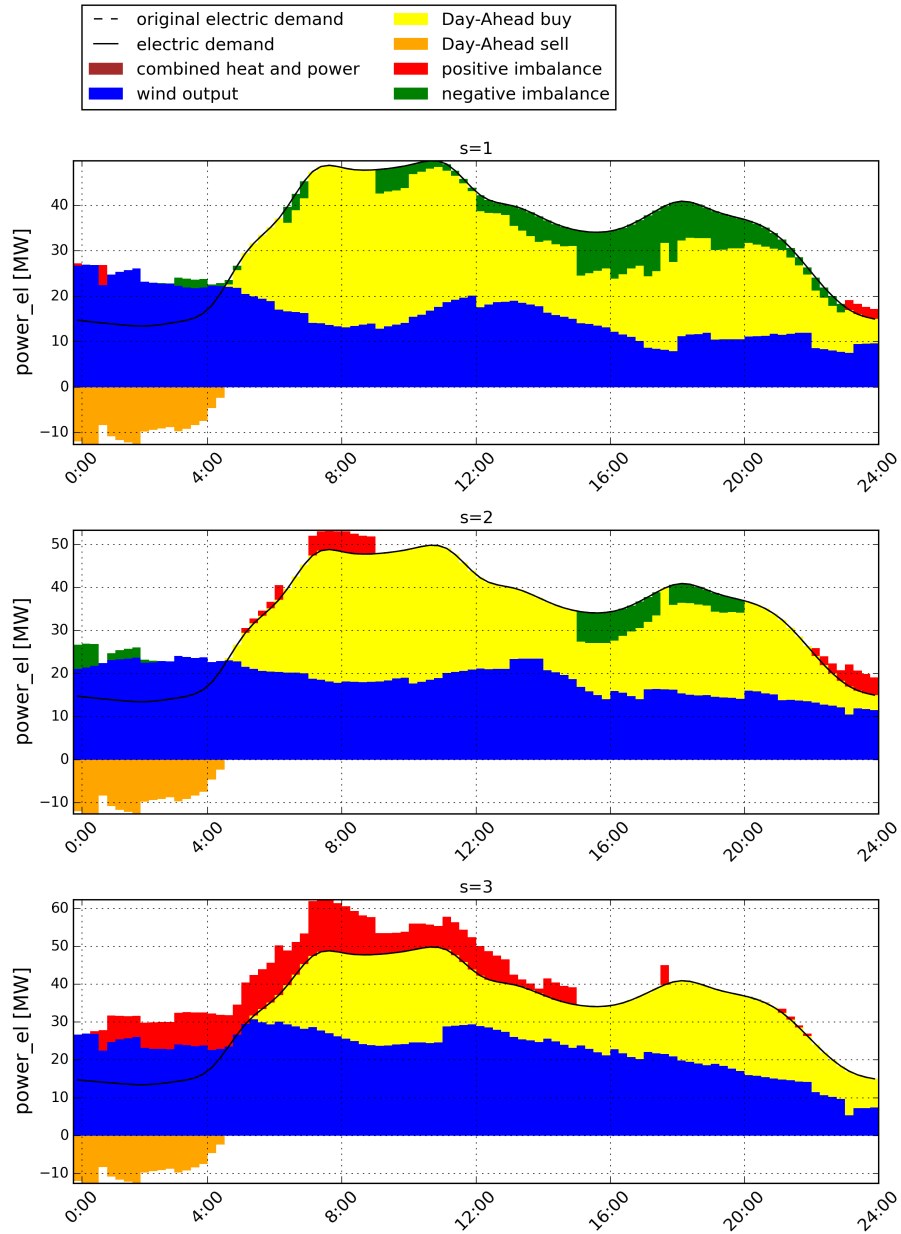 original electric demand
electric demand
combined heat and power
wind output
Day-Ahead buy
Day-Ahead sell
positive imbalance
negative imbalance
s=1
power_el [MW]
40
30
20
10
0
−10
0:00 4:00 8:00 12:00 16:00 20:00 24:00
s=2
power_el [MW]
50
40
30
20
10
0
−10
0:00 4:00 8:00 12:00 16:00 20:00 24:00
s=3
power_el [MW]
60
50
40
30
20
10
0
−10
0:00 4:00 8:00 12:00 16:00 20:00 24:00